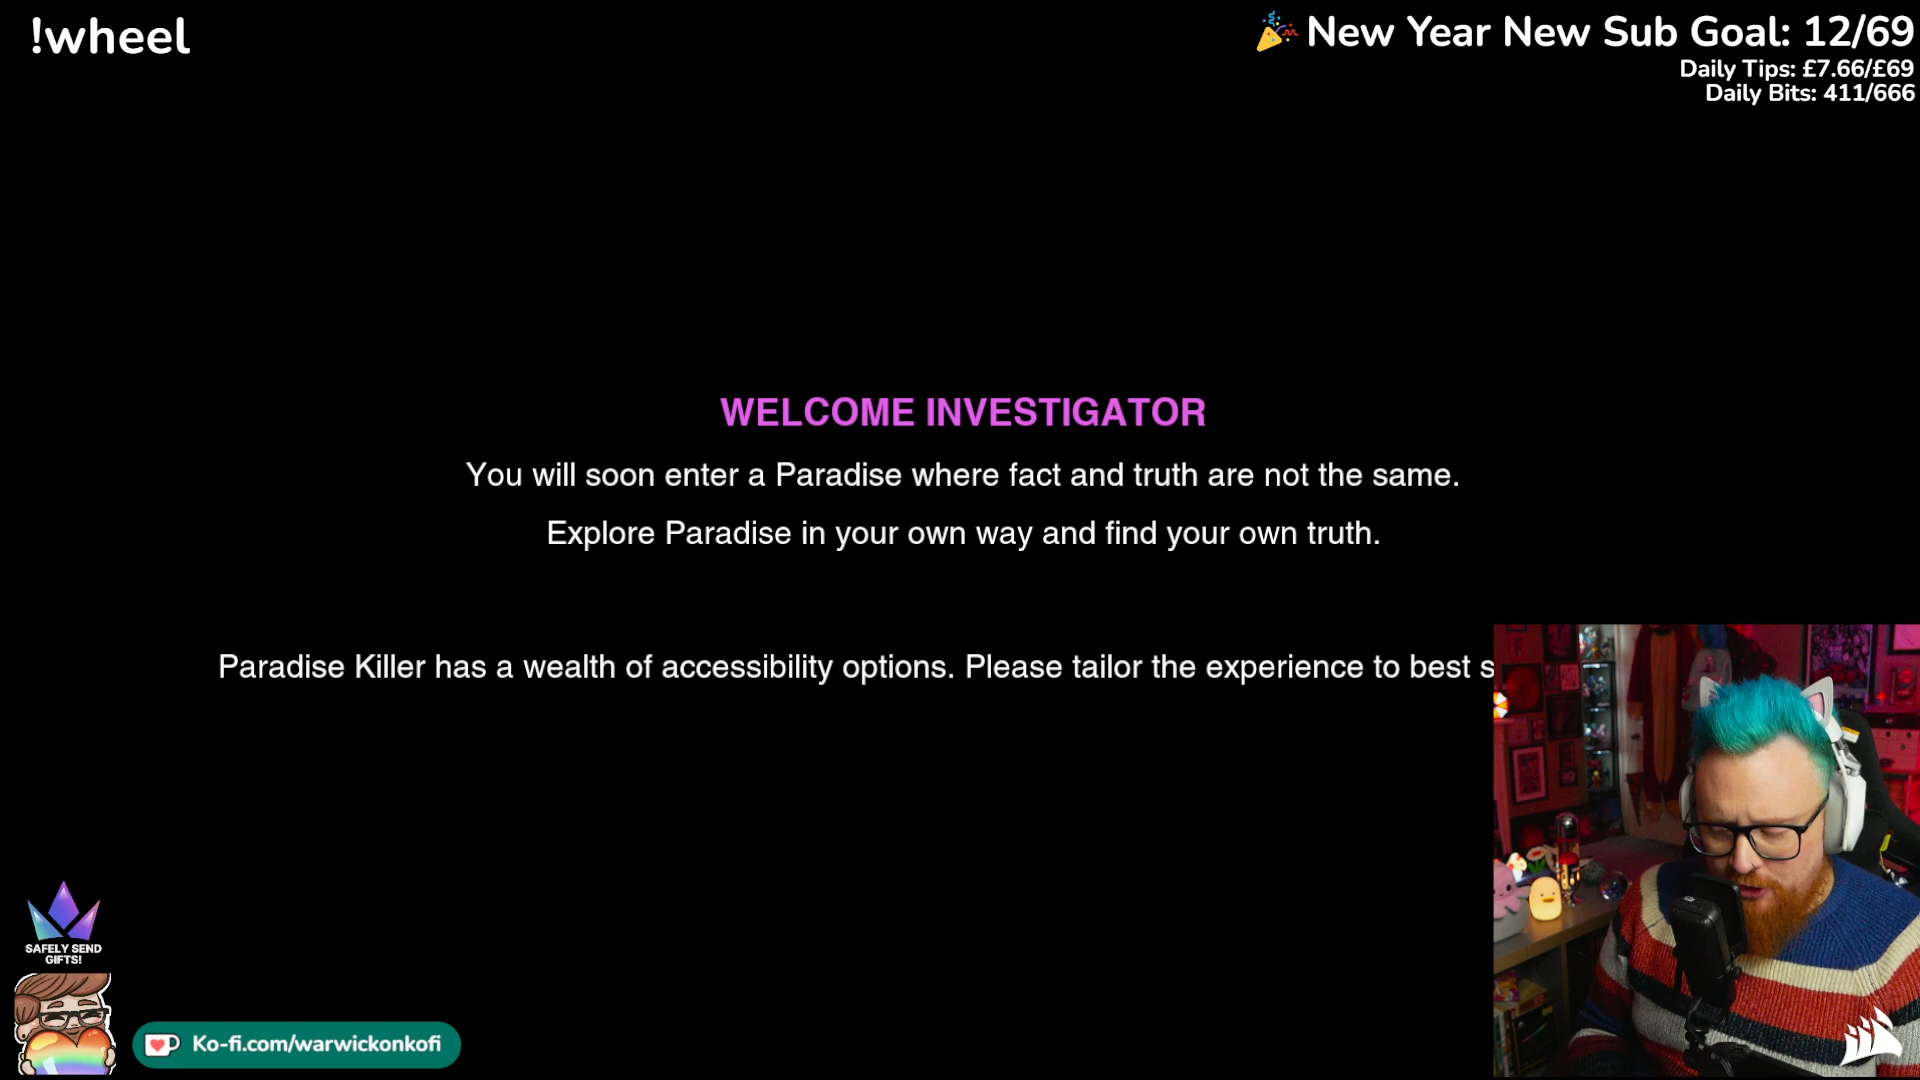 !wheel
🎉 New Year New Sub Goal: 12/69
Daily Tips: £7.66/£69
Daily Bits: 411/666
WELCOME INVESTIGATOR
You will soon enter a Paradise where fact and truth are not the same.
Explore Paradise in your own way and find your own truth.
Paradise Killer has a wealth of accessibility options. Please tailor the experience to best s
SAFELY SEND
GIFTS!
Ko-fi.com/warwickonkofi